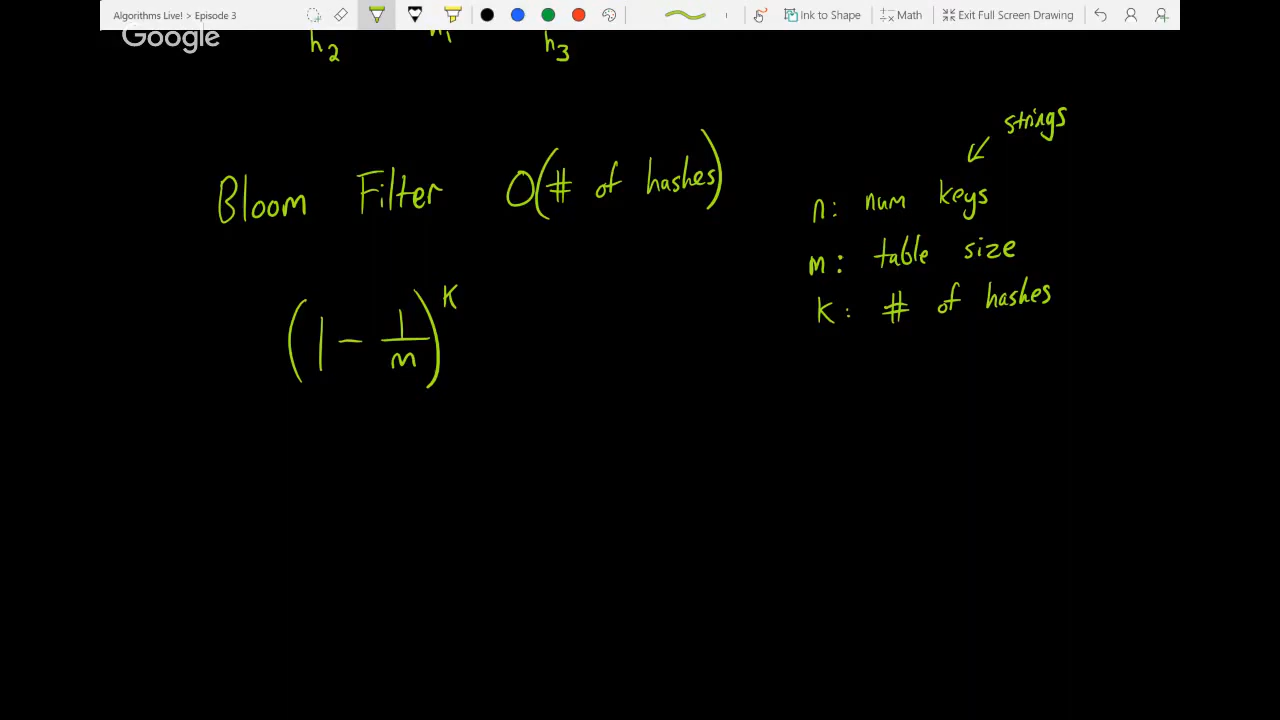 Algorithms Live! > Episode 3
Ink to Shape
Math
Exit Full Screen Drawing
Google
h2 h3
strings
Bloom Filter O(# of hashes)
n: num keys
m: table size
k: # of hashes
(1 - 1/m)^k